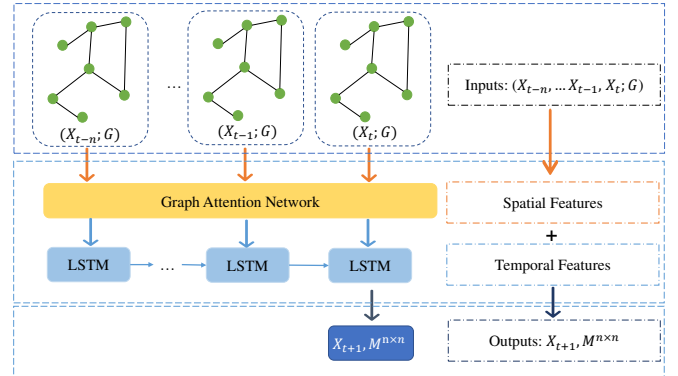 ...
(X_{t-n}; G)
(X_{t-1}; G)
(X_t; G)
Inputs: (X_{t-n}, ... X_{t-1}, X_t; G)
Graph Attention Network
Spatial Features
+
LSTM
...
LSTM
LSTM
Temporal Features
X_{t+1}, M^{n×n}
Outputs: X_{t+1}, M^{n×n}